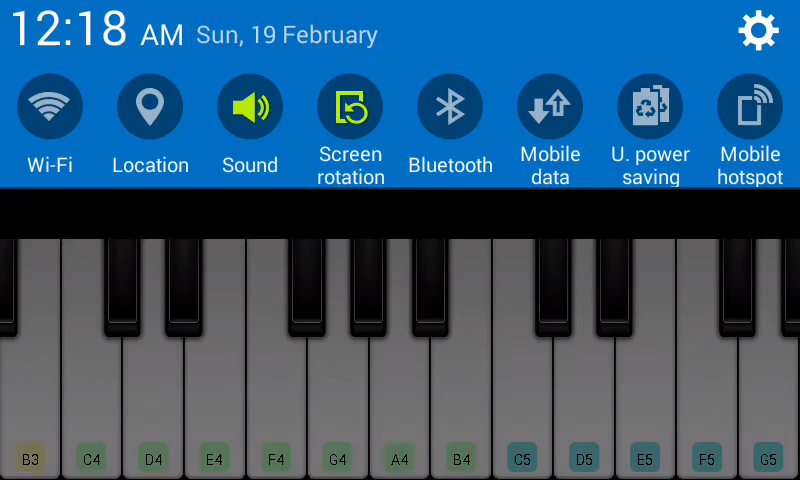 12:18 AM Sun, 19 February
Wi-Fi Location Sound Screen rotation Bluetooth Mobile data U. power saving Mobile hotspot
B3 C4 D4 E4 F4 G4 A4 B4 C5 D5 E5 F5 G5